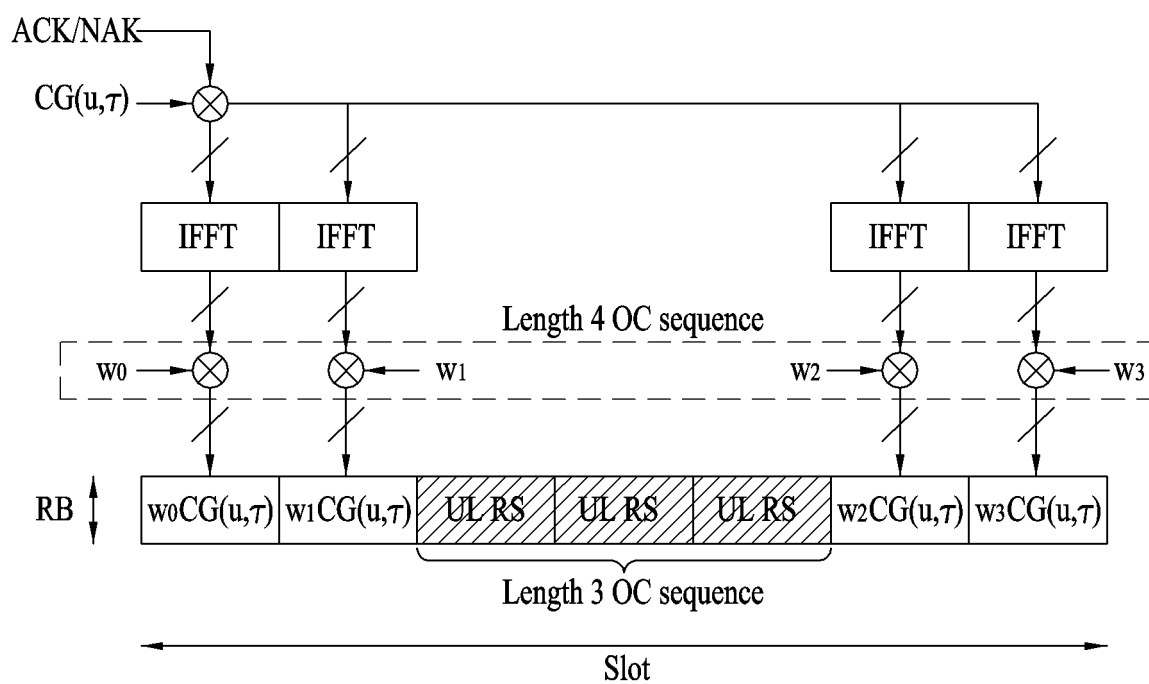 ACK/NAK
CG(u,τ)
IFFT IFFT IFFT IFFT
Length 4 OC sequence
w0 w1 w2 w3
RB w0CG(u,τ) w1CG(u,τ) UL RS UL RS UL RS w2CG(u,τ) w3CG(u,τ)
Length 3 OC sequence
Slot